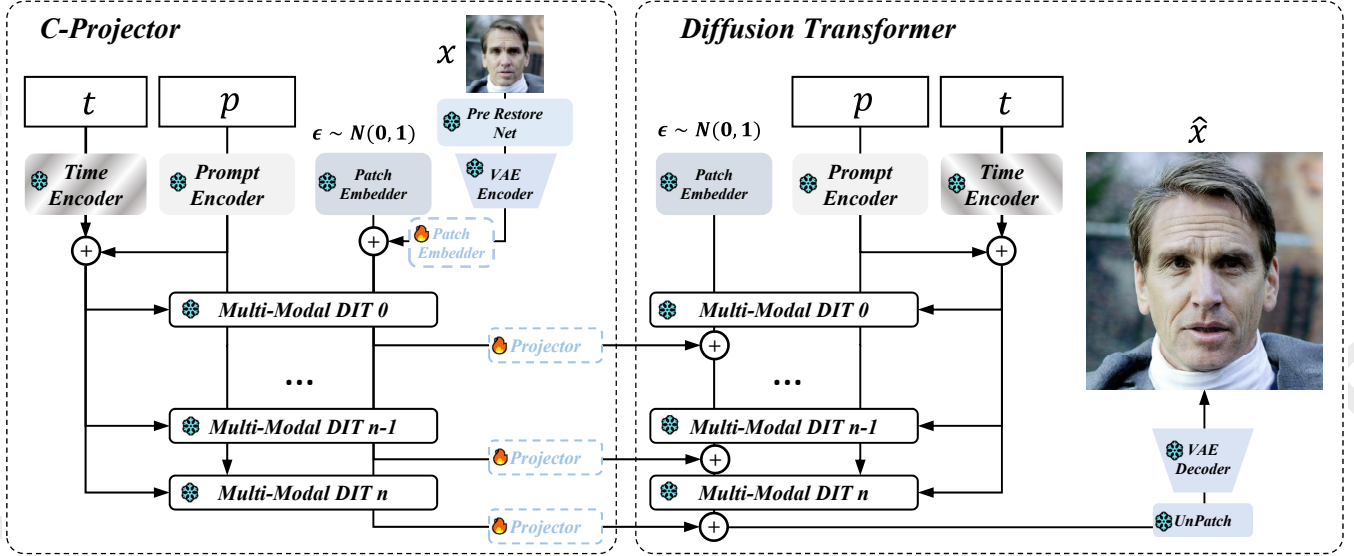 C-Projector
x
t
p
ϵ ~ N(0, 1)
Pre Restore
Net
Time
Encoder
Prompt
Encoder
Patch
Embedder
VAE
Encoder
+
+
Patch
Embedder
Multi-Modal DIT 0
Projector
...
Multi-Modal DIT n-1
Projector
Multi-Modal DIT n
Projector
Diffusion Transformer
p
t
ϵ ~ N(0, 1)
x̂
Patch
Embedder
Prompt
Encoder
Time
Encoder
+
Multi-Modal DIT 0
+
...
Multi-Modal DIT n-1
+
Multi-Modal DIT n
+
VAE
Decoder
UnPatch